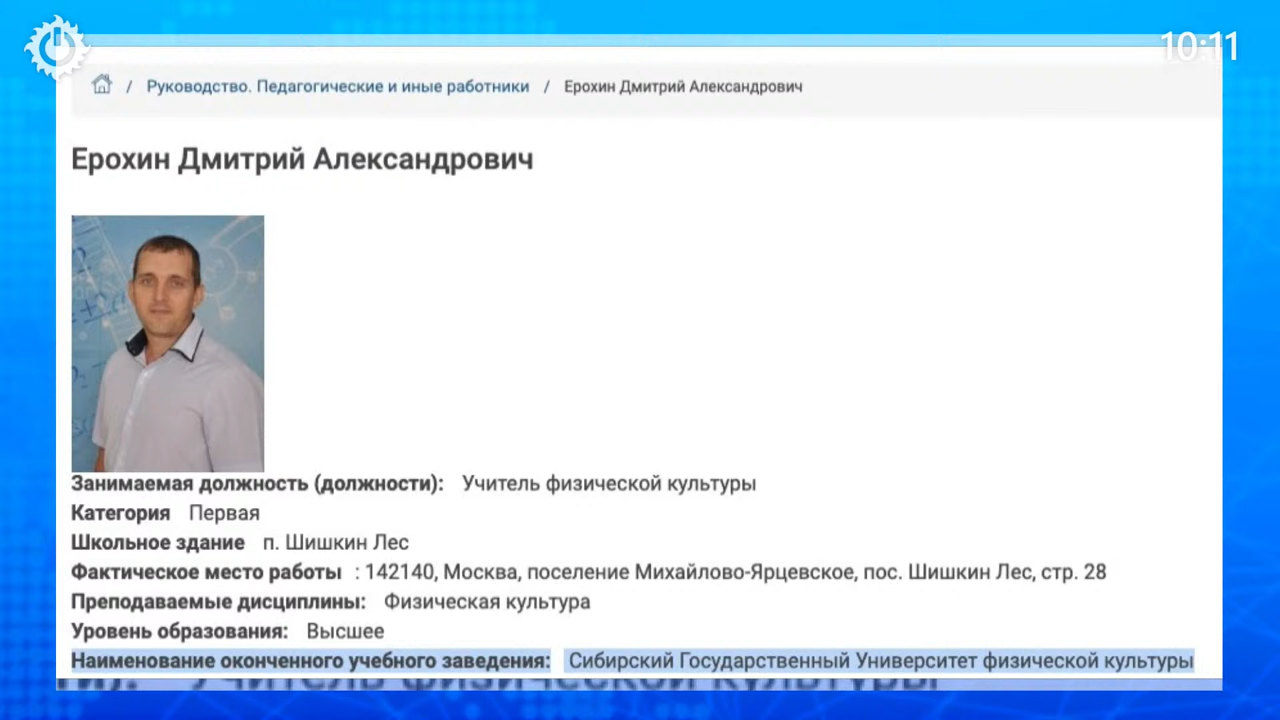 10:11
/ Руководство. Педагогические и иные работники / Ерохин Дмитрий Александрович
Ерохин Дмитрий Александрович
Занимаемая должность (должности): Учитель физической культуры
Категория Первая
Школьное здание п. Шишкин Лес
Фактическое место работы : 142140, Москва, поселение Михайлово-Ярцевское, пос. Шишкин Лес, стр. 28
Преподаваемые дисциплины: Физическая культура
Уровень образования: Высшее
Наименование оконченного учебного заведения: Сибирский Государственный Университет физической культуры